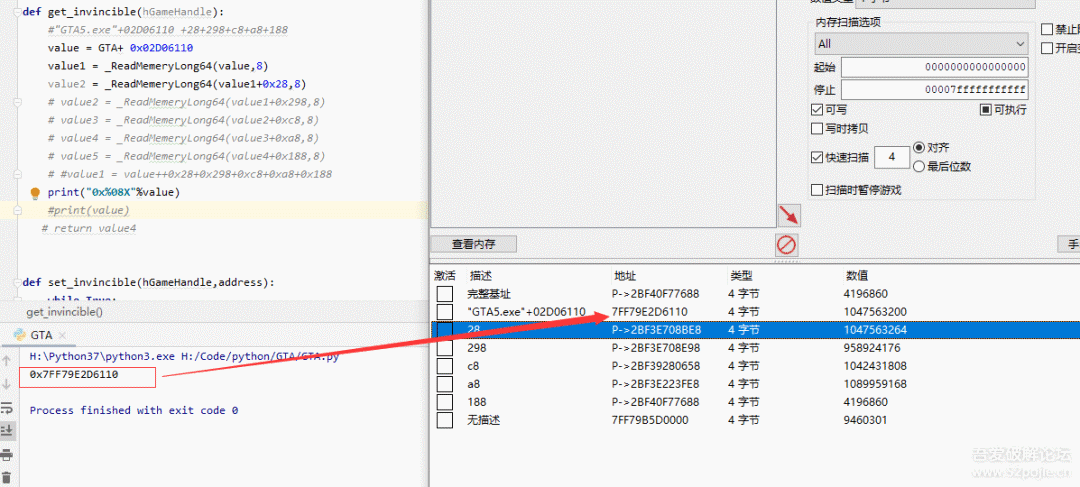 def get_invincible(hGameHandle):
#"GTA5.exe"+02D06110 +28+298+c8+a8+188
value = GTA+ 0x02D06110
value1 = _ReadMemeryLong64(value,8)
value2 = _ReadMemeryLong64(value1+0x28,8)
# value2 = _ReadMemeryLong64(value1+0x298,8)
# value3 = _ReadMemeryLong64(value2+0xc8,8)
# value4 = _ReadMemeryLong64(value3+0xa8,8)
# value5 = _ReadMemeryLong64(value4+0x188,8)
# #value1 = value++0x28+0x298+0xc8+0xa8+0x188
print("0x%08X"%value)
#print(value)
# return value4
def set_invincible(hGameHandle,address):
while True:
get_invincible()
GTA
H:\Python37\python3.exe H:/Code/python/GTA/GTA.py
0x7FF79E2D6110
Process finished with exit code 0
内存扫描选项
All
起始 0000000000000000
停止 00007fffffffffff
可写 可执行
写时拷贝
快速扫描 4 对齐
最后位数
扫描时暂停游戏
禁止
开启
查看内存
手
激活 描述 地址 类型 数值
完整基址 P->2BF40F77688 4 字节 4196860
"GTA5.exe"+02D06110 7FF79E2D6110 4 字节 1047563200
28 P->2BF3E708BE8 4 字节 1047563264
298 P->2BF3E708E98 4 字节 958924176
c8 P->2BF39280658 4 字节 1042431808
a8 P->2BF3E223FE8 4 字节 1089959168
188 P->2BF40F77688 4 字节 4196860
无描述 7FF79B5D0000 4 字节 9460301
吾爱破解论坛
www.52pojie.cn